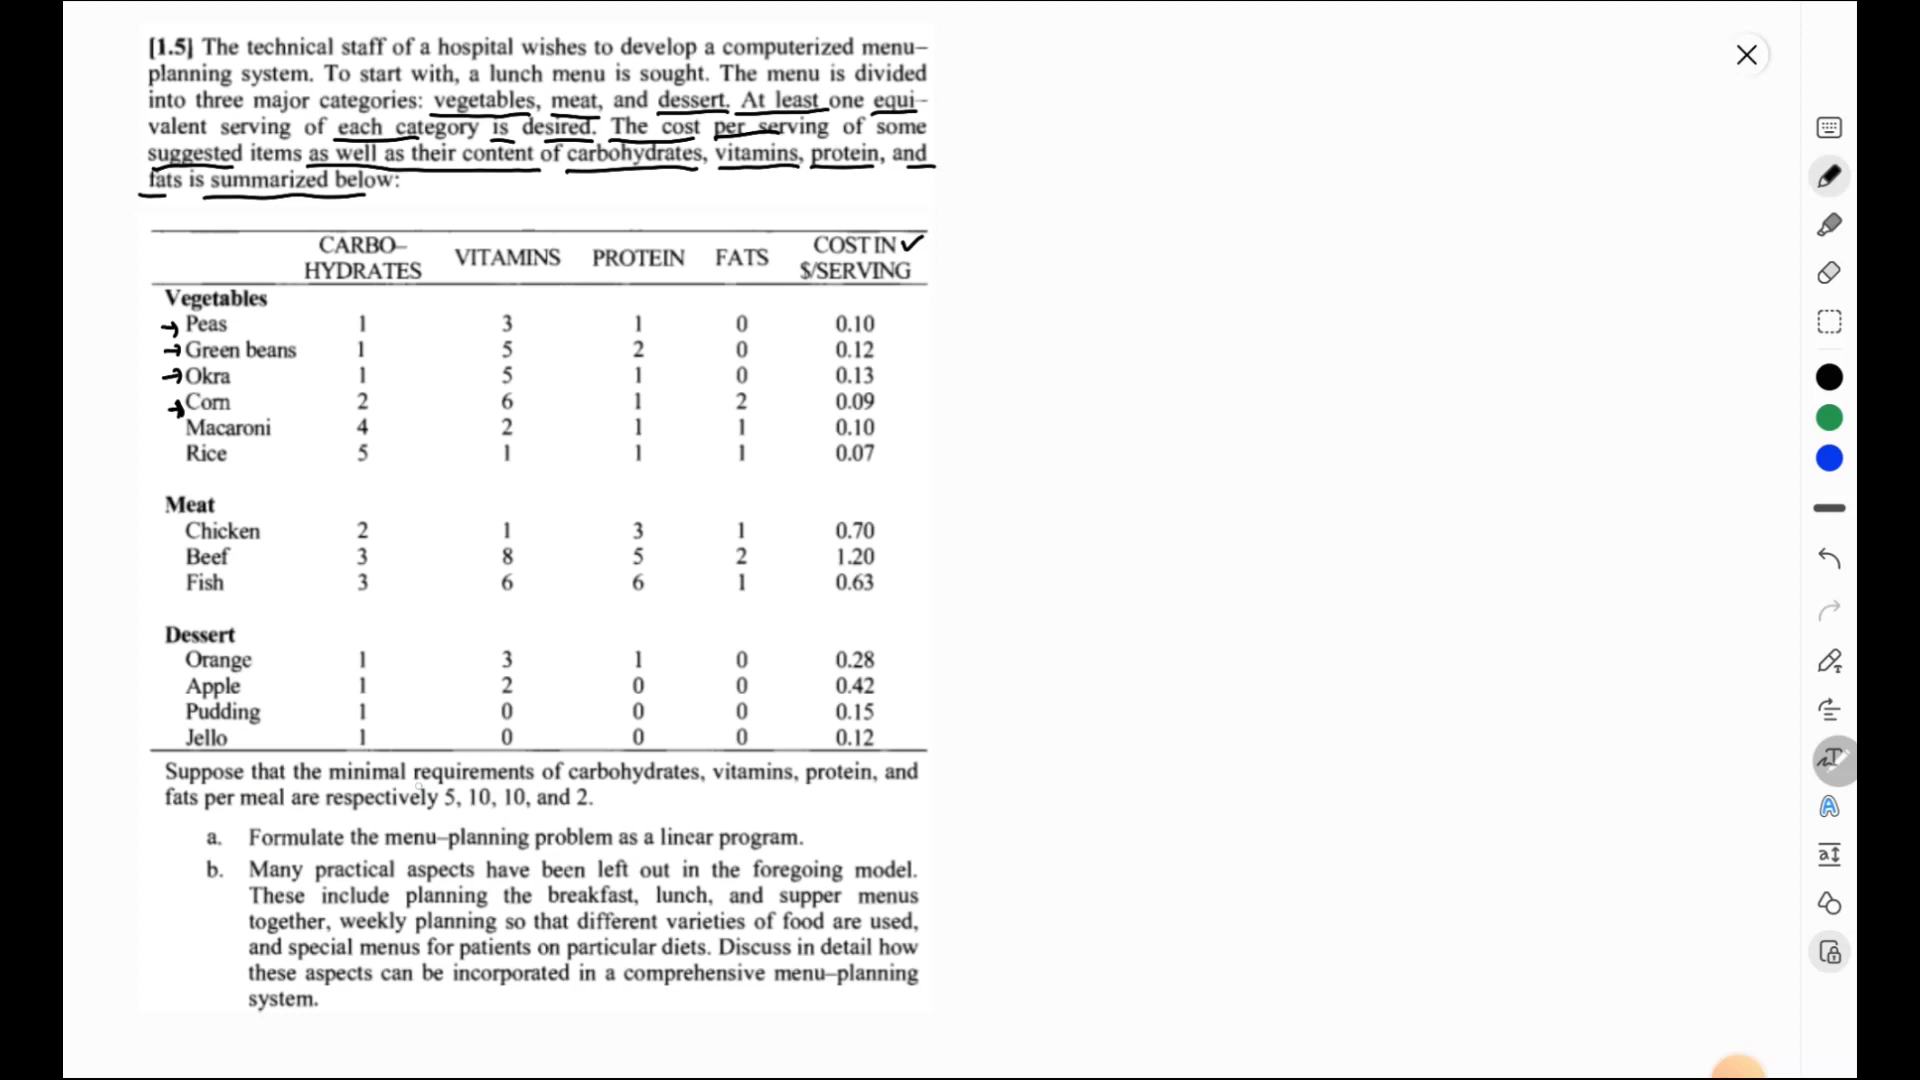 [1.5] The technical staff of a hospital wishes to develop a computerized menu–
planning system. To start with, a lunch menu is sought. The menu is divided
into three major categories: vegetables, meat, and dessert. At least one equi–
valent serving of each category is desired. The cost per serving of some
suggested items as well as their content of carbohydrates, vitamins, protein, and
fats is summarized below:
CARBO–HYDRATES VITAMINS PROTEIN FATS COST IN $/SERVING
Vegetables
Peas 1 3 1 0 0.10
Green beans 1 5 2 0 0.12
Okra 1 5 1 0 0.13
Corn 2 6 1 2 0.09
Macaroni 4 2 1 1 0.10
Rice 5 1 1 1 0.07
Meat
Chicken 2 1 3 1 0.70
Beef 3 8 5 2 1.20
Fish 3 6 6 1 0.63
Dessert
Orange 1 3 1 0 0.28
Apple 1 2 0 0 0.42
Pudding 1 0 0 0 0.15
Jello 1 0 0 0 0.12
Suppose that the minimal requirements of carbohydrates, vitamins, protein, and
fats per meal are respectively 5, 10, 10, and 2.
a. Formulate the menu–planning problem as a linear program.
b. Many practical aspects have been left out in the foregoing model.
These include planning the breakfast, lunch, and supper menus
together, weekly planning so that different varieties of food are used,
and special menus for patients on particular diets. Discuss in detail how
these aspects can be incorporated in a comprehensive menu–planning
system.